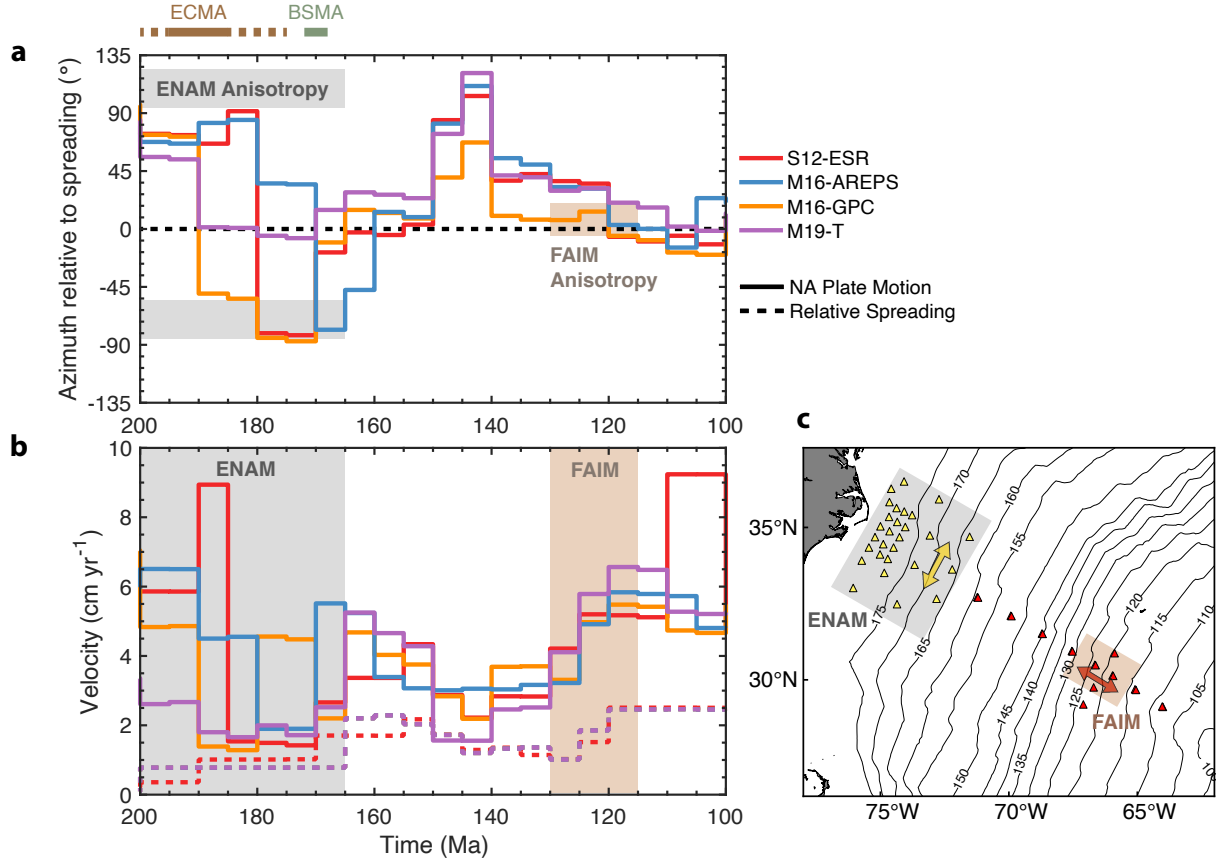 ECMA BSMA
a
Azimuth relative to spreading (°)
135
90
45
0
-45
-90
-135
ENAM Anisotropy
FAIM
Anisotropy
200 180 160 140 120 100
S12-ESR
M16-AREPS
M16-GPC
M19-T
NA Plate Motion
Relative Spreading
b
Velocity (cm yr-1)
10
8
6
4
2
0
ENAM
FAIM
200 180 160 140 120 100
Time (Ma)
c
35°N
30°N
75°W 70°W 65°W
ENAM
FAIM
170
160
155
175
165
120
115
110
130
125
105
140
145
135
150